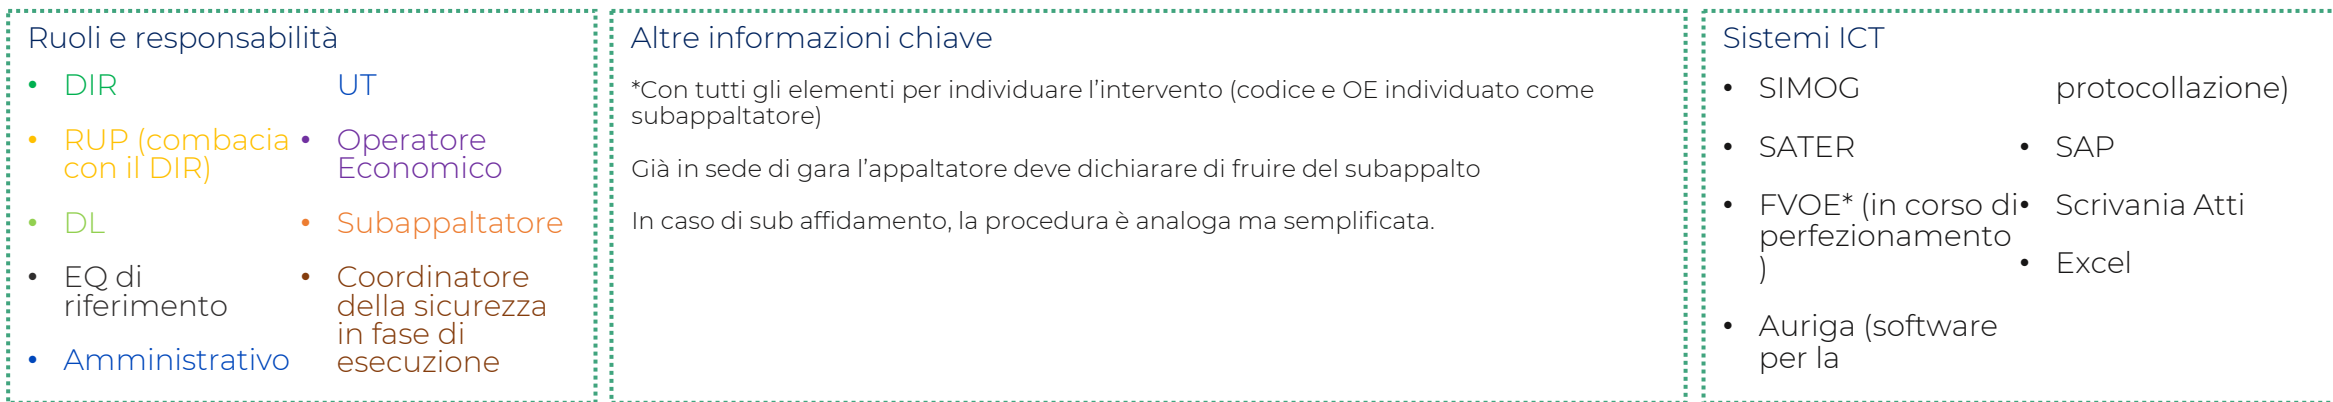 Ruoli e responsabilità
• DIR
• RUP (combacia
con il DIR)
• DL
• EQ di
riferimento
• Amministrativo
UT
• Operatore
Economico
• Subappaltatore
• Coordinatore
della sicurezza
in fase di
esecuzione
Altre informazioni chiave
*Con tutti gli elementi per individuare l’intervento (codice e OE individuato come
subappaltatore)
Già in sede di gara l’appaltatore deve dichiarare di fruire del subappalto
In caso di sub affidamento, la procedura è analoga ma semplificata.
Sistemi ICT
• SIMOG
• SATER
• FVOE* (in corso di
perfezionamento
)
• Auriga (software
per la
protocollazione)
• SAP
• Scrivania Atti
• Excel